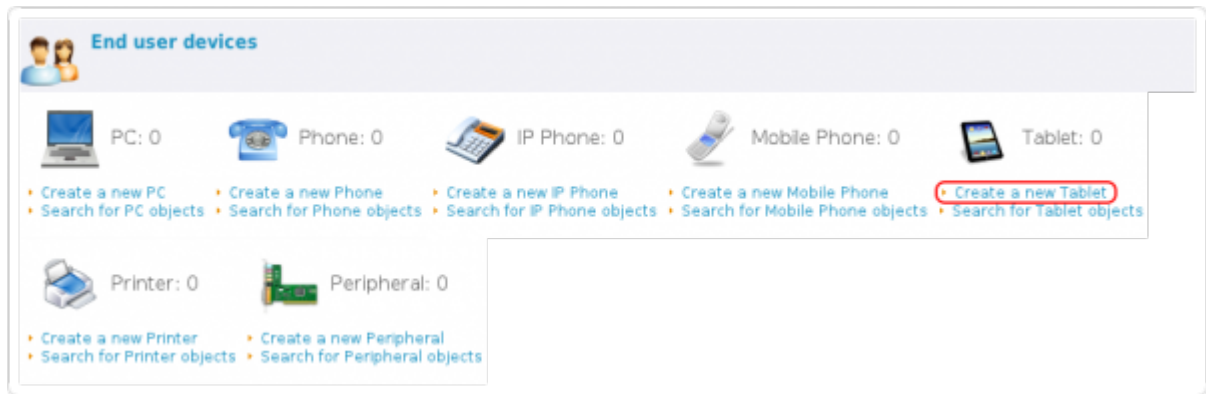 End user devices
PC: 0 Phone: 0 IP Phone: 0 Mobile Phone: 0 Tablet: 0
Create a new PC Create a new Phone Create a new IP Phone Create a new Mobile Phone Create a new Tablet
Search for PC objects Search for Phone objects Search for IP Phone objects Search for Mobile Phone objects Search for Tablet objects
Printer: 0 Peripheral: 0
Create a new Printer Create a new Peripheral
Search for Printer objects Search for Peripheral objects